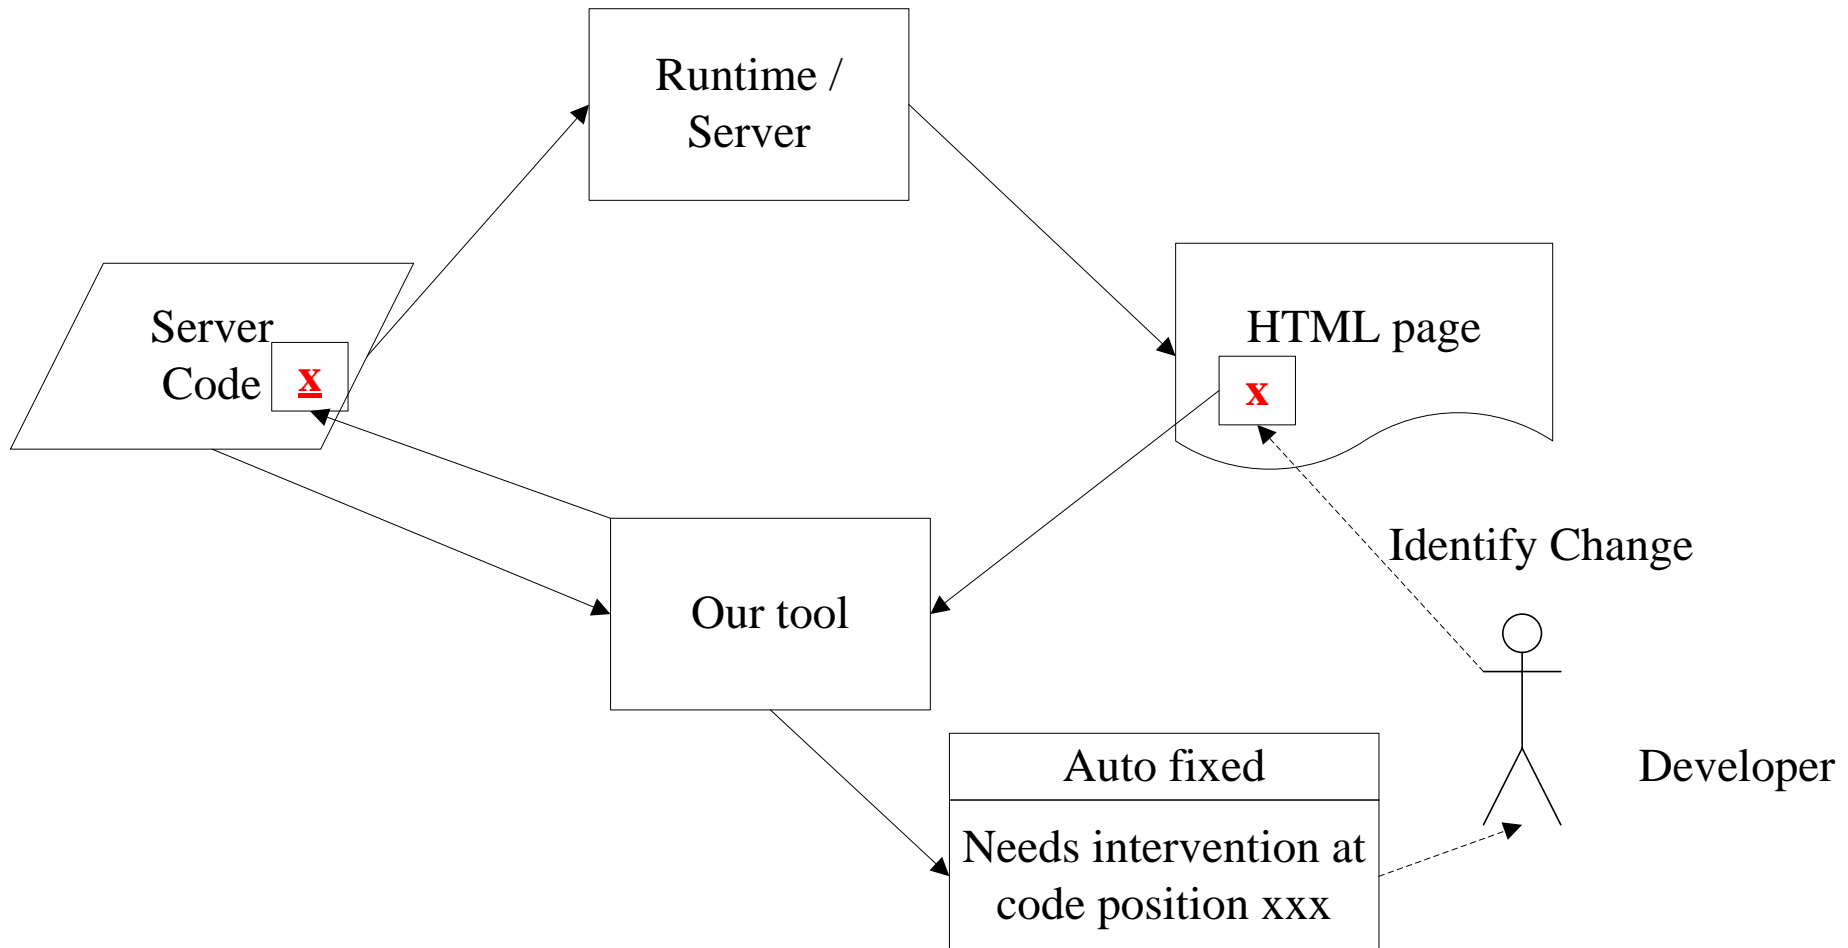 Runtime /
Server
Server
Code
x
HTML page
x
Identify Change
Our tool
Developer
Auto fixed
Needs intervention at
code position xxx